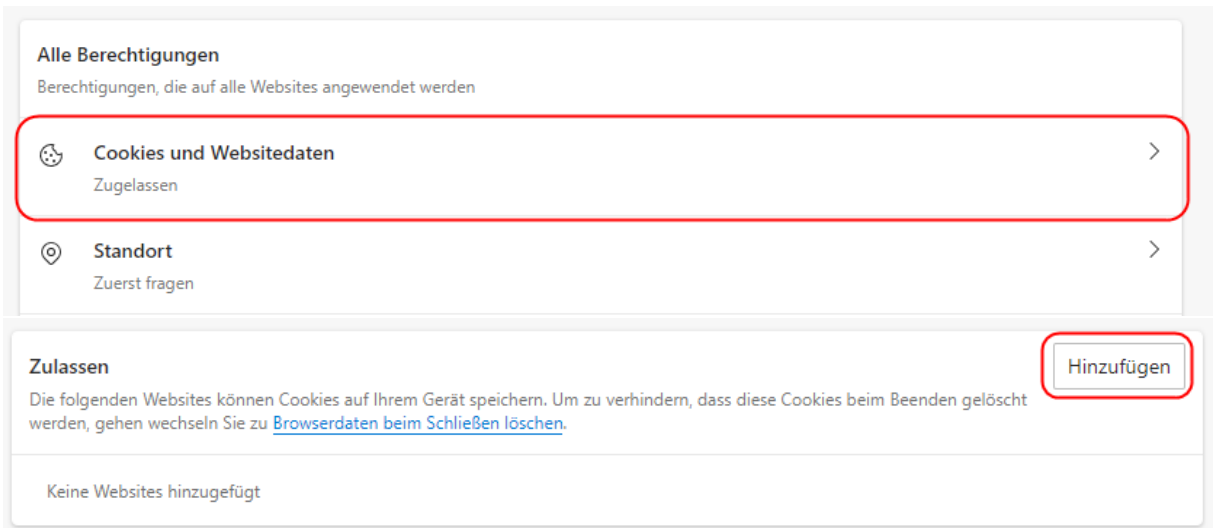 Alle Berechtigungen
Berechtigungen, die auf alle Websites angewendet werden
Cookies und Websitedaten
Zugelassen
Standort
Zuerst fragen
Zulassen
Hinzufügen
Die folgenden Websites können Cookies auf Ihrem Gerät speichern. Um zu verhindern, dass diese Cookies beim Beenden gelöscht
werden, gehen wechseln Sie zu Browserdaten beim Schließen löschen.
Keine Websites hinzugefügt